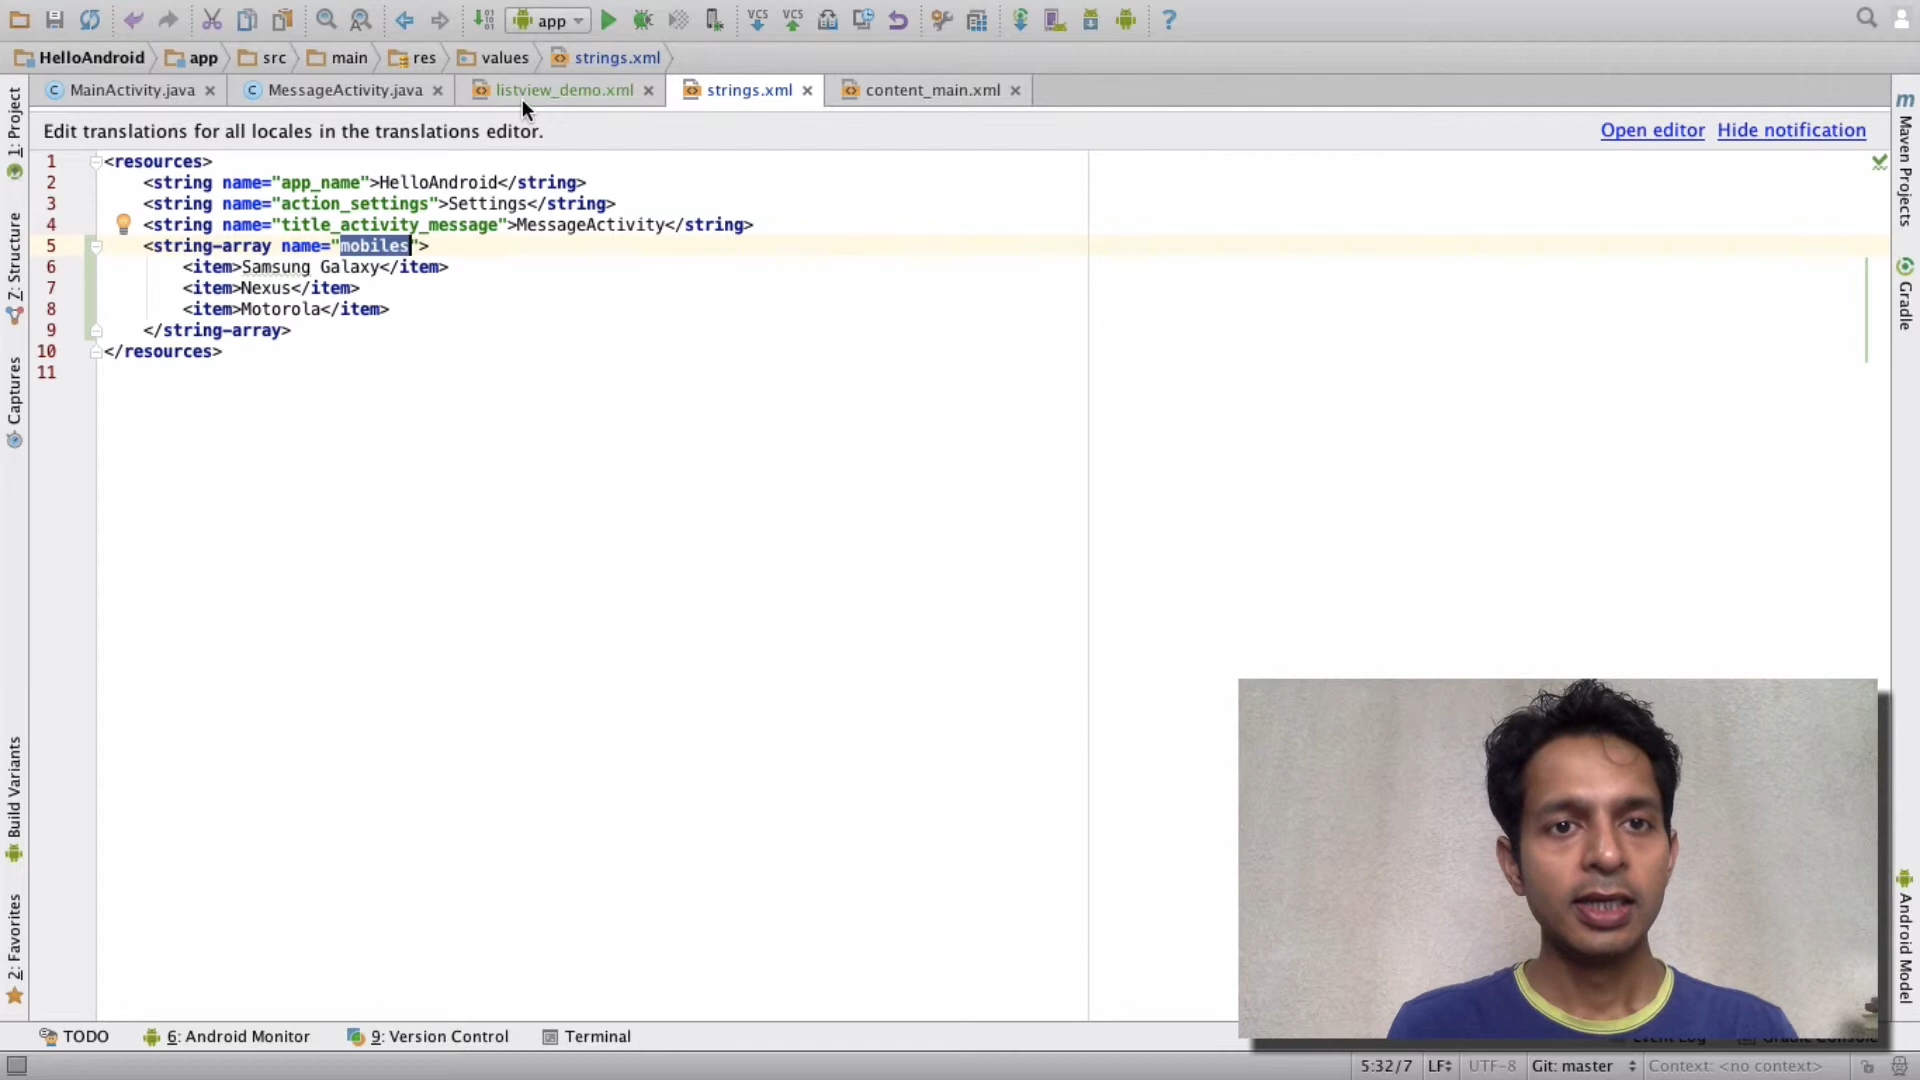 app
HelloAndroid app src main res values strings.xml
MainActivity.java MessageActivity.java listview_demo.xml strings.xml content_main.xml
Edit translations for all locales in the translations editor. Open editor Hide notification
1 <resources>
2 <string name="app_name">HelloAndroid</string>
3 <string name="action_settings">Settings</string>
4 <string name="title_activity_message">MessageActivity</string>
5 <string-array name="mobiles">
6 <item>Samsung Galaxy</item>
7 <item>Nexus</item>
8 <item>Motorola</item>
9 </string-array>
10 </resources>
11
1: Project
Z: Structure
Captures
Build Variants
2: Favorites
m Maven Projects
Gradle
Android Model
TODO 6: Android Monitor 9: Version Control Terminal
5:32/7 LF UTF-8 Git: master Context: <no context>
VCS VCS